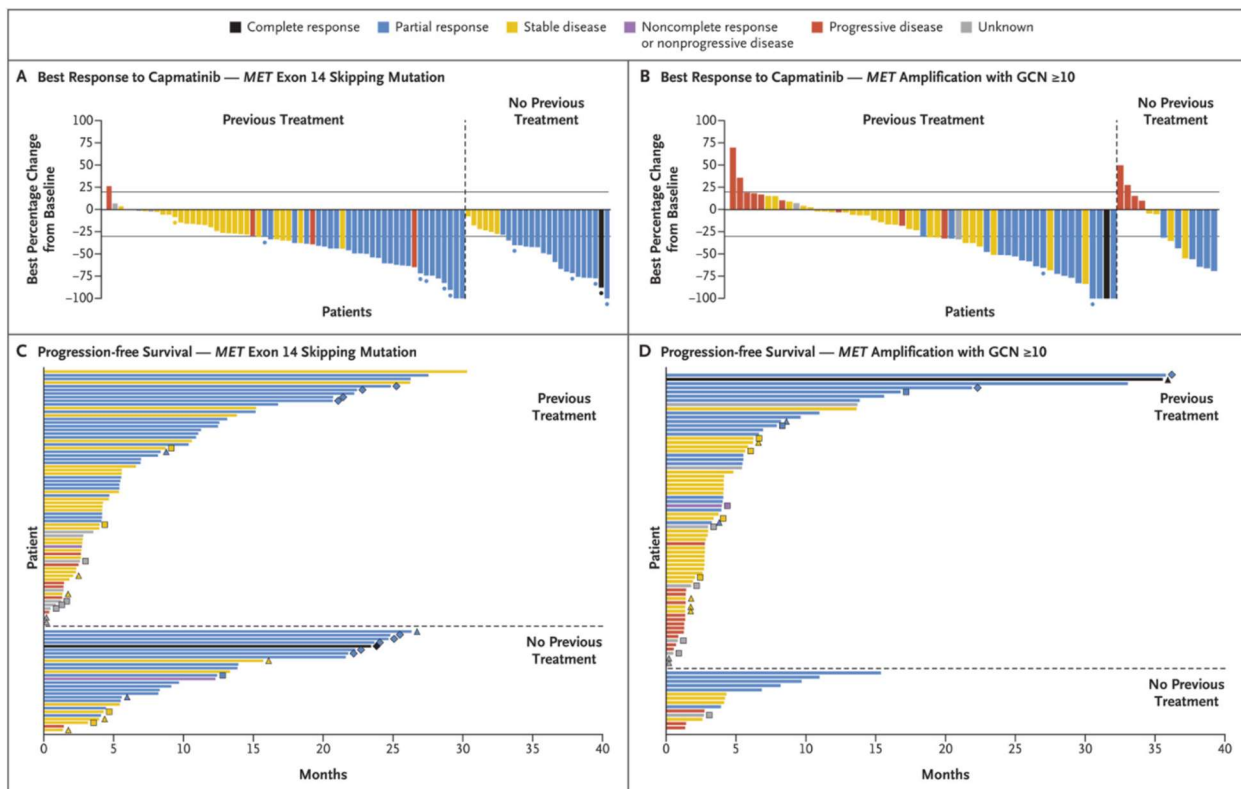 Complete response
Partial response
Stable disease
Noncomplete response
or nonprogressive disease
Progressive disease
Unknown
A Best Response to Capmatinib — MET Exon 14 Skipping Mutation
Previous Treatment
No Previous
Treatment
Best Percentage Change
from Baseline
100
75
50
25
0
−25
−50
−75
−100
Patients
B Best Response to Capmatinib — MET Amplification with GCN ≥10
Previous Treatment
No Previous
Treatment
Best Percentage Change
from Baseline
100
75
50
25
0
−25
−50
−75
−100
Patients
C Progression-free Survival — MET Exon 14 Skipping Mutation
Previous
Treatment
No Previous
Treatment
Patient
0 5 10 15 20 25 30 35 40
Months
D Progression-free Survival — MET Amplification with GCN ≥10
Previous
Treatment
No Previous
Treatment
Patient
0 5 10 15 20 25 30 35 40
Months